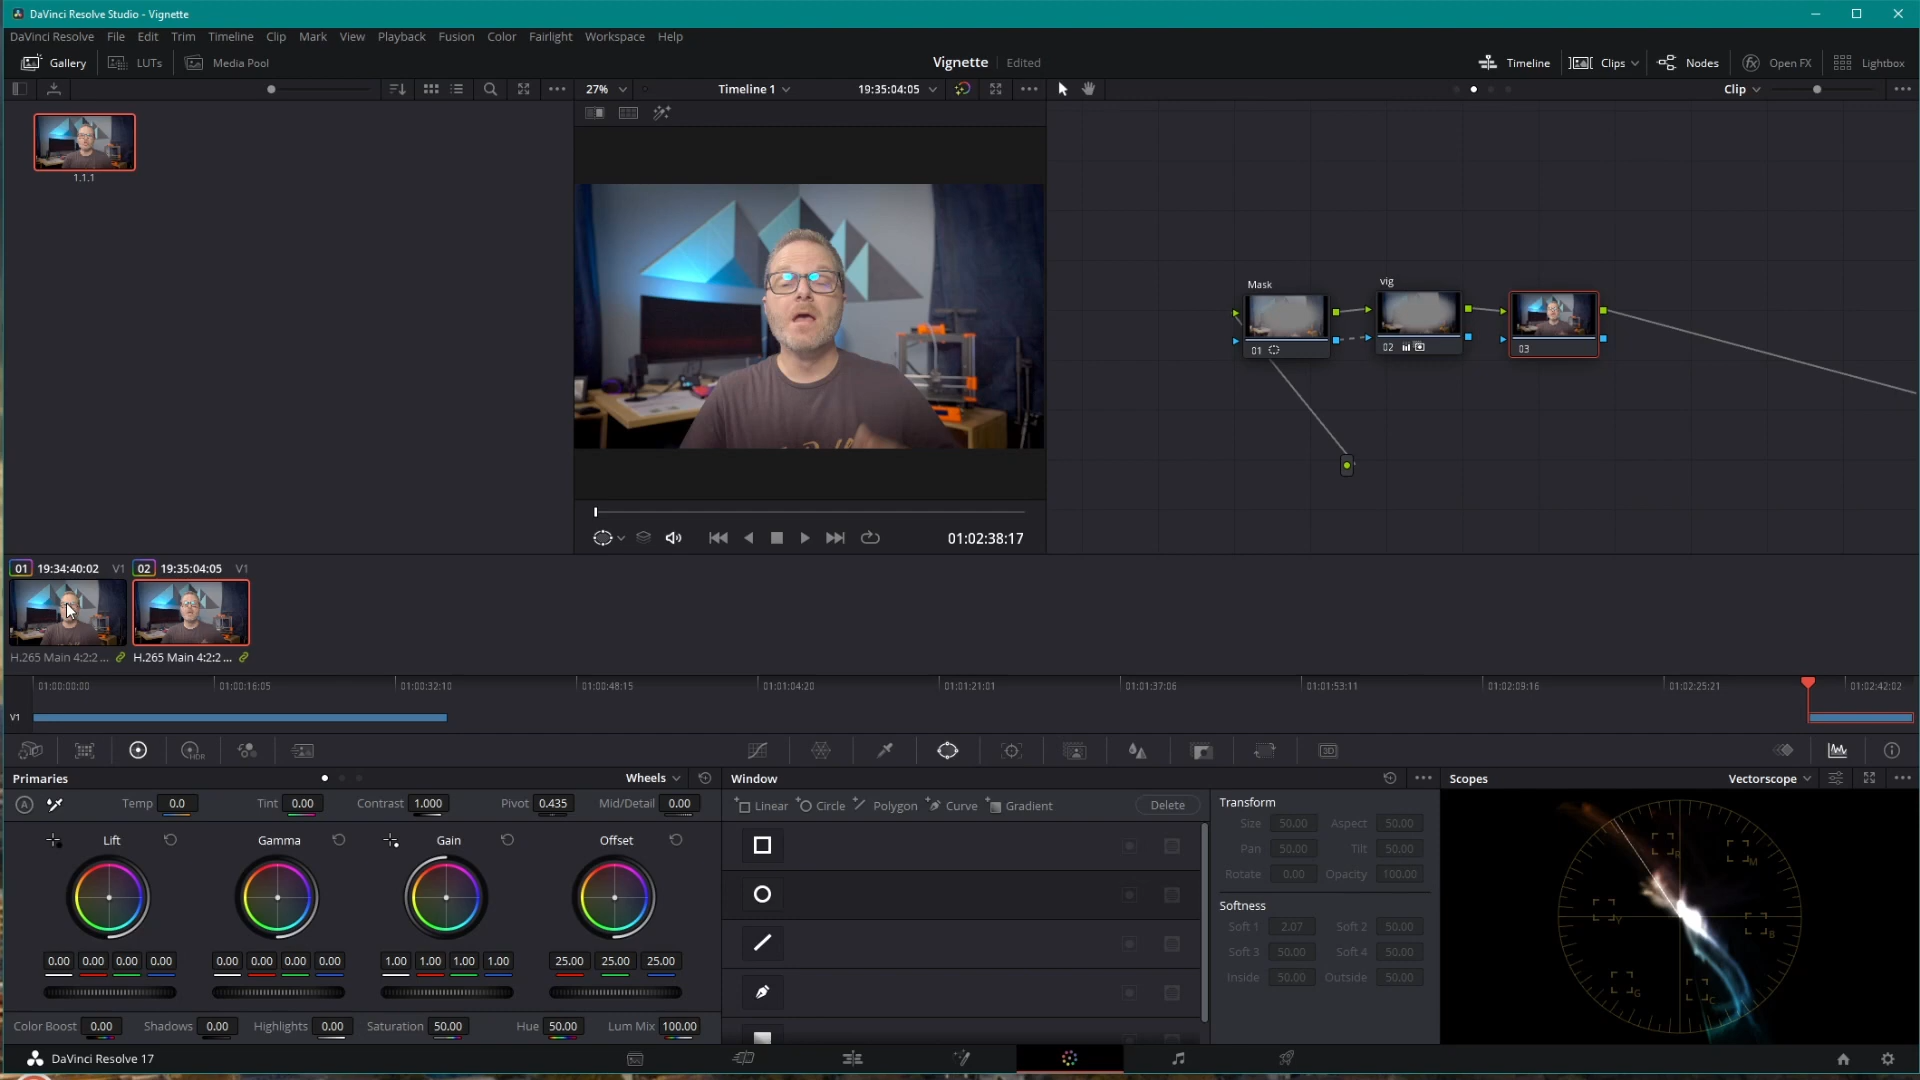 DaVinci Resolve Studio - Vignette
DaVinci Resolve File Edit Trim Timeline Clip Mark View Playback Fusion Color Fairlight Workspace Help
Gallery LUTs Media Pool Vignette Edited Timeline Clips Nodes Open FX Lightbox
27% Timeline 1 19:35:04:05 Clip
1.1.1
Mask vig
01 02 03
01:02:38:17
01 19:34:40:02 V1 02 19:35:04:05 V1
H.265 Main 4:2:2 ... H.265 Main 4:2:2 ...
01:00:00:00 01:00:16:05 01:00:32:10 01:00:48:15 01:01:04:20 01:01:21:01 01:01:37:06 01:01:53:11 01:02:09:16 01:02:25:21 01:02:42:02
V1
HDR 3D
Primaries Wheels Window Scopes Vectorscope
A Temp 0.0 Tint 0.00 Contrast 1.000 Pivot 0.435 Mid/Detail 0.00
Linear Circle Polygon Curve Gradient Delete
Lift Gamma Gain Offset
0.00 0.00 0.00 0.00 0.00 0.00 0.00 0.00 1.00 1.00 1.00 1.00 25.00 25.00 25.00
Color Boost 0.00 Shadows 0.00 Highlights 0.00 Saturation 50.00 Hue 50.00 Lum Mix 100.00
Transform
Size 50.00 Aspect 50.00
Pan 50.00 Tilt 50.00
Rotate 0.00 Opacity 100.00
Softness
Soft 1 2.07 Soft 2 50.00
Soft 3 50.00 Soft 4 50.00
Inside 50.00 Outside 50.00
R M
Y B
G C
DaVinci Resolve 17